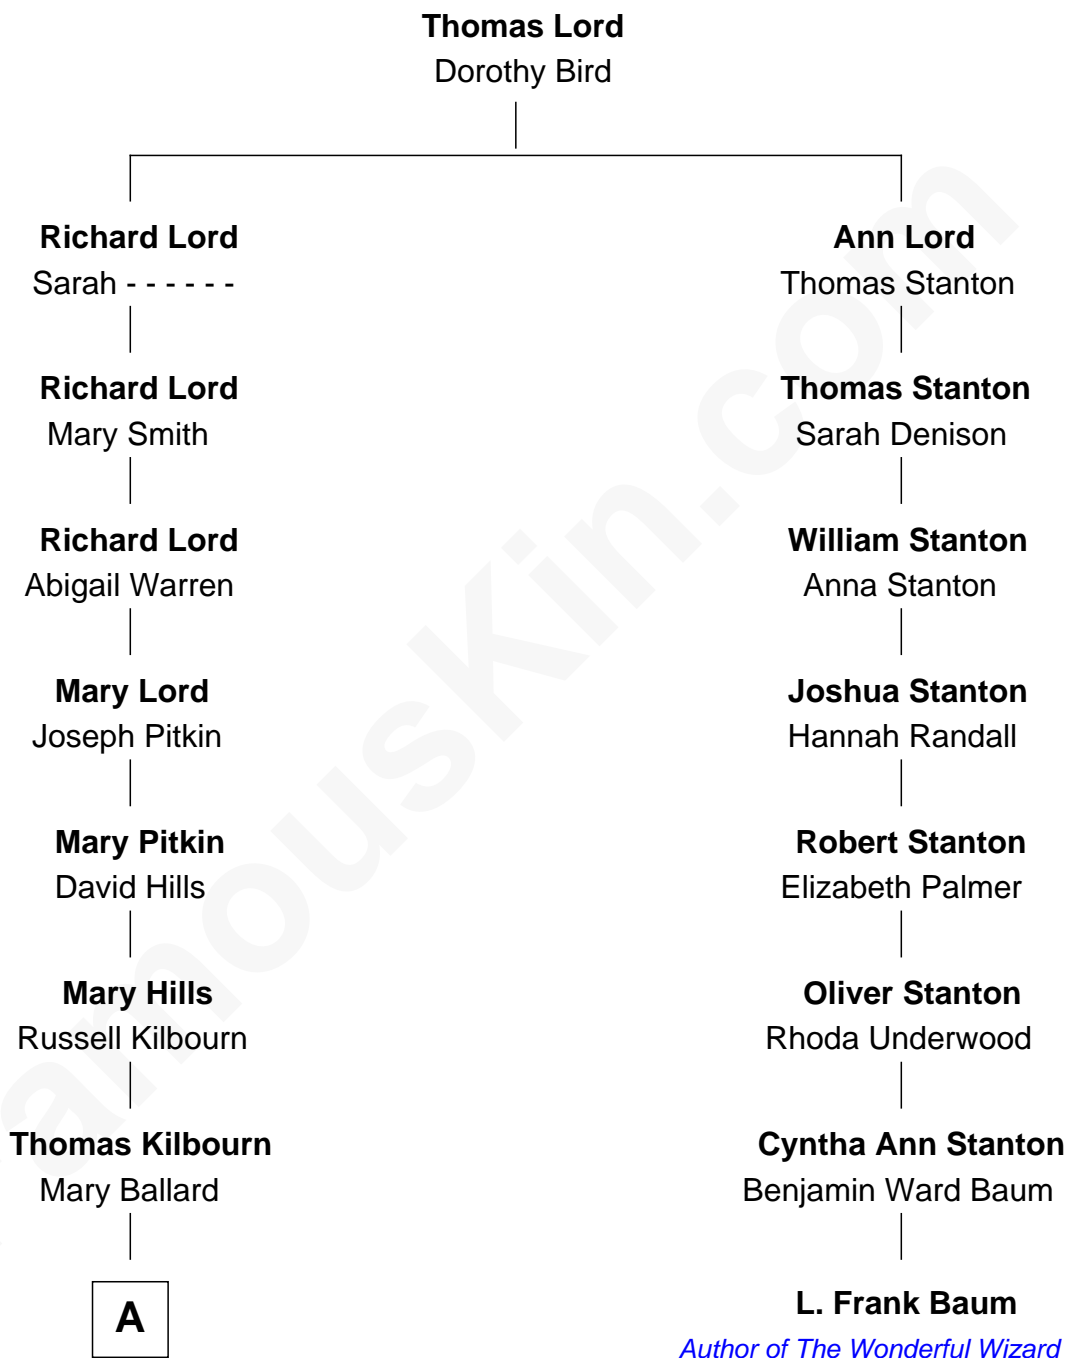 Thomas Lord
Dorothy Bird
Richard Lord
Sarah - - - - - -
Ann Lord
Thomas Stanton
Richard Lord
Mary Smith
Thomas Stanton
Sarah Denison
Richard Lord
Abigail Warren
William Stanton
Anna Stanton
Mary Lord
Joseph Pitkin
Joshua Stanton
Hannah Randall
Mary Pitkin
David Hills
Robert Stanton
Elizabeth Palmer
Mary Hills
Russell Kilbourn
Oliver Stanton
Rhoda Underwood
Thomas Kilbourn
Mary Ballard
Cyntha Ann Stanton
Benjamin Ward Baum
A
L. Frank Baum
Author of The Wonderful Wizard
amouskin.com